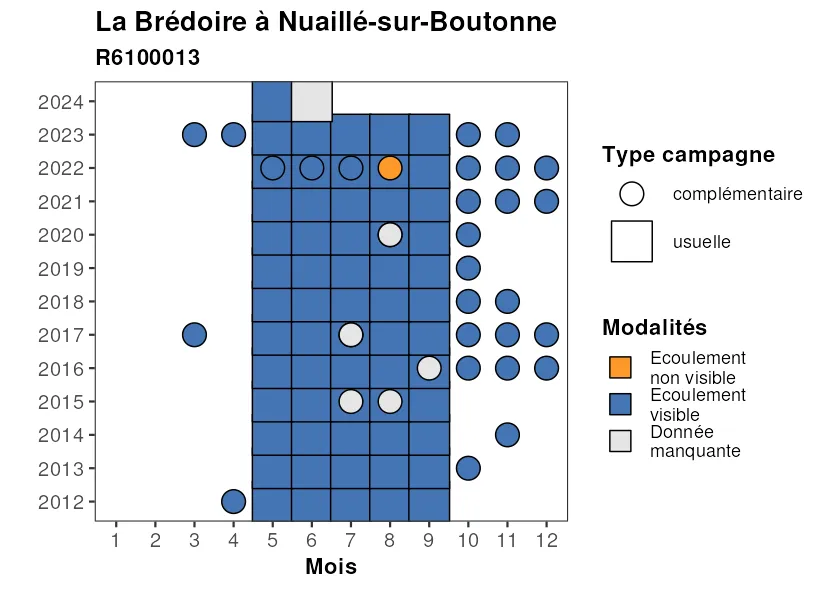 La Brédoire à Nuaillé-sur-Boutonne
R6100013
2024
2023
2022
2021
2020
2019
2018
2017
2016
2015
2014
2013
2012
1 2 3 4 5 6 7 8 9 10 11 12
Mois
Type campagne
complémentaire
usuelle
Modalités
Ecoulement
non visible
Ecoulement
visible
Donnée
manquante